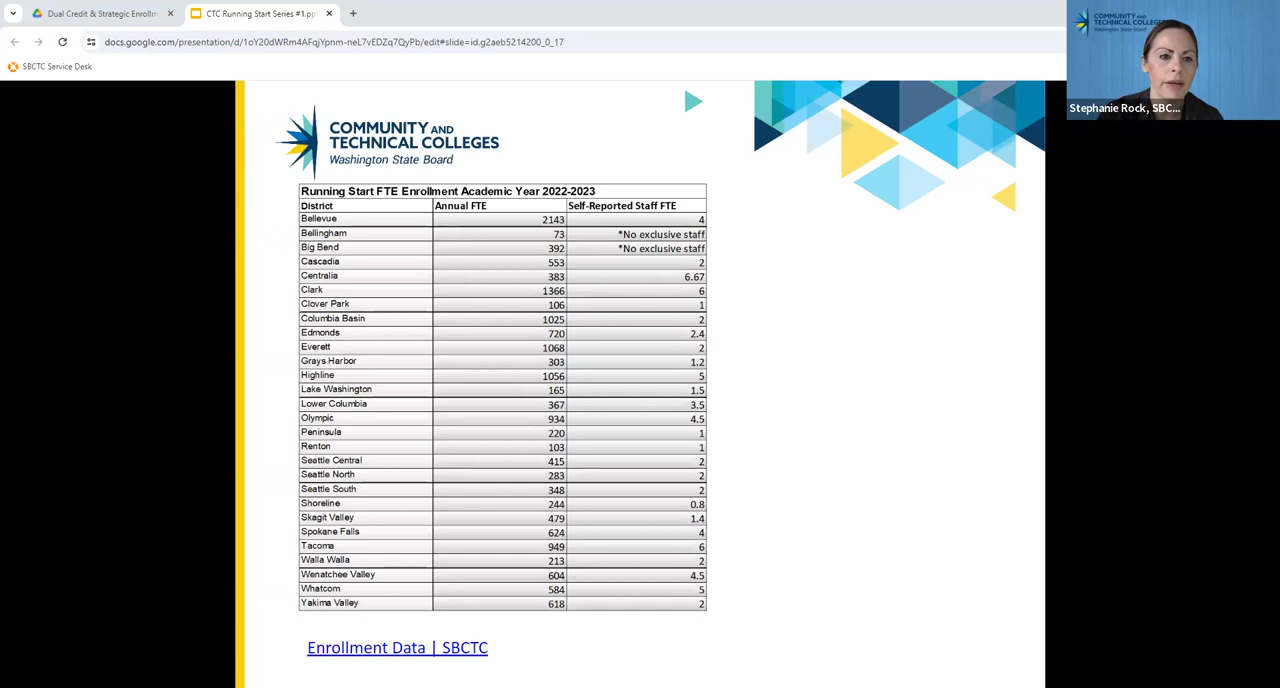 Dual Credit & Strategic Enrollm
CTC Running Start Series #1.pp
docs.google.com/presentation/d/1oY20dWRm4AFqjYpnm-neL7vEDZq7QyPb/edit#slide=id.g2aeb5214200_0_17
SBCTC Service Desk
COMMUNITY AND
TECHNICAL COLLEGES
Washington State Board
Stephanie Rock, SBC...
COMMUNITY AND
TECHNICAL COLLEGES
Washington State Board
Running Start FTE Enrollment Academic Year 2022-2023
District Annual FTE Self-Reported Staff FTE
Bellevue 2143 4
Bellingham 73 *No exclusive staff
Big Bend 392 *No exclusive staff
Cascadia 553 2
Centralia 383 6.67
Clark 1366 6
Clover Park 106 1
Columbia Basin 1025 2
Edmonds 720 2.4
Everett 1068 2
Grays Harbor 303 1.2
Highline 1056 5
Lake Washington 165 1.5
Lower Columbia 367 3.5
Olympic 934 4.5
Peninsula 220 1
Renton 103 1
Seattle Central 415 2
Seattle North 283 2
Seattle South 348 2
Shoreline 244 0.8
Skagit Valley 479 1.4
Spokane Falls 624 4
Tacoma 949 6
Walla Walla 213 2
Wenatchee Valley 604 4.5
Whatcom 584 5
Yakima Valley 618 2
Enrollment Data | SBCTC